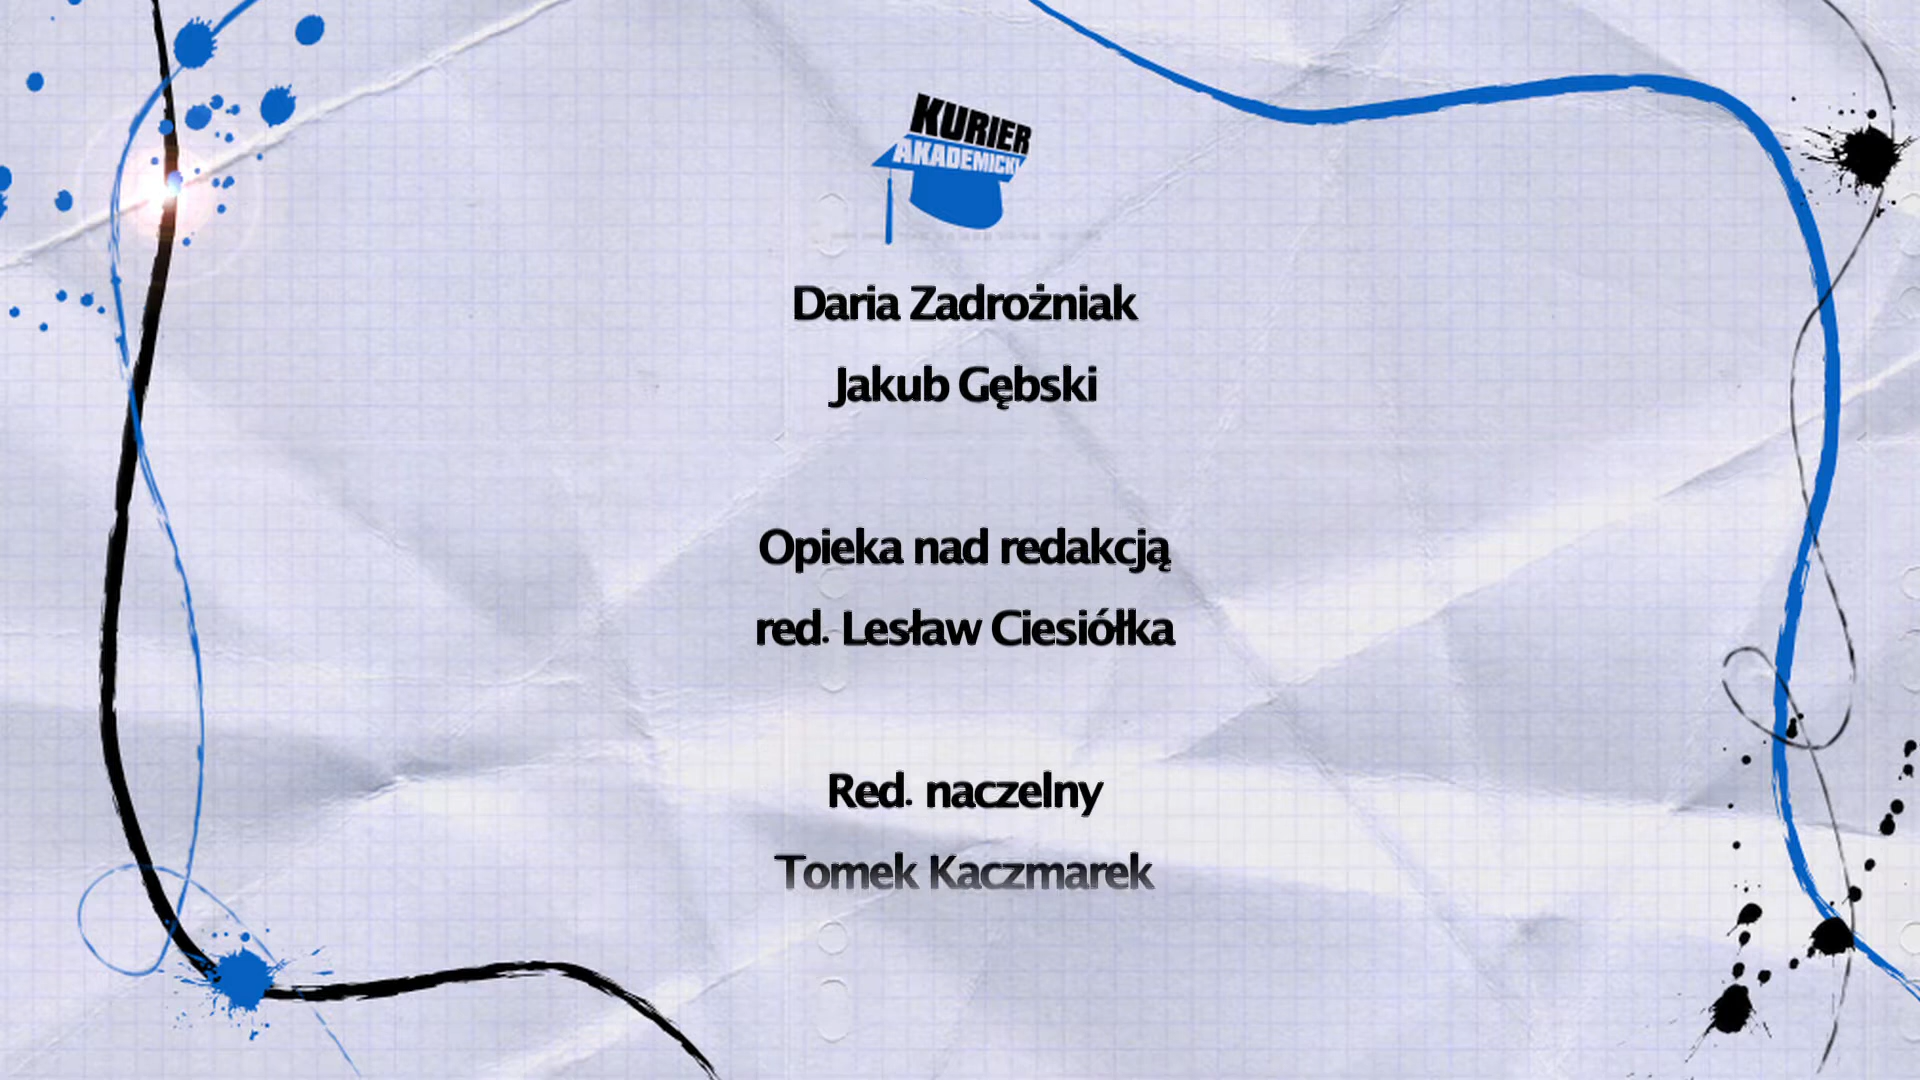 KURIER
AKADEMICKI
Daria Zadrożniak
Jakub Gębski
Opieka nad redakcją
red. Lesław Ciesiółka
Red. naczelny
Tomek Kaczmarek